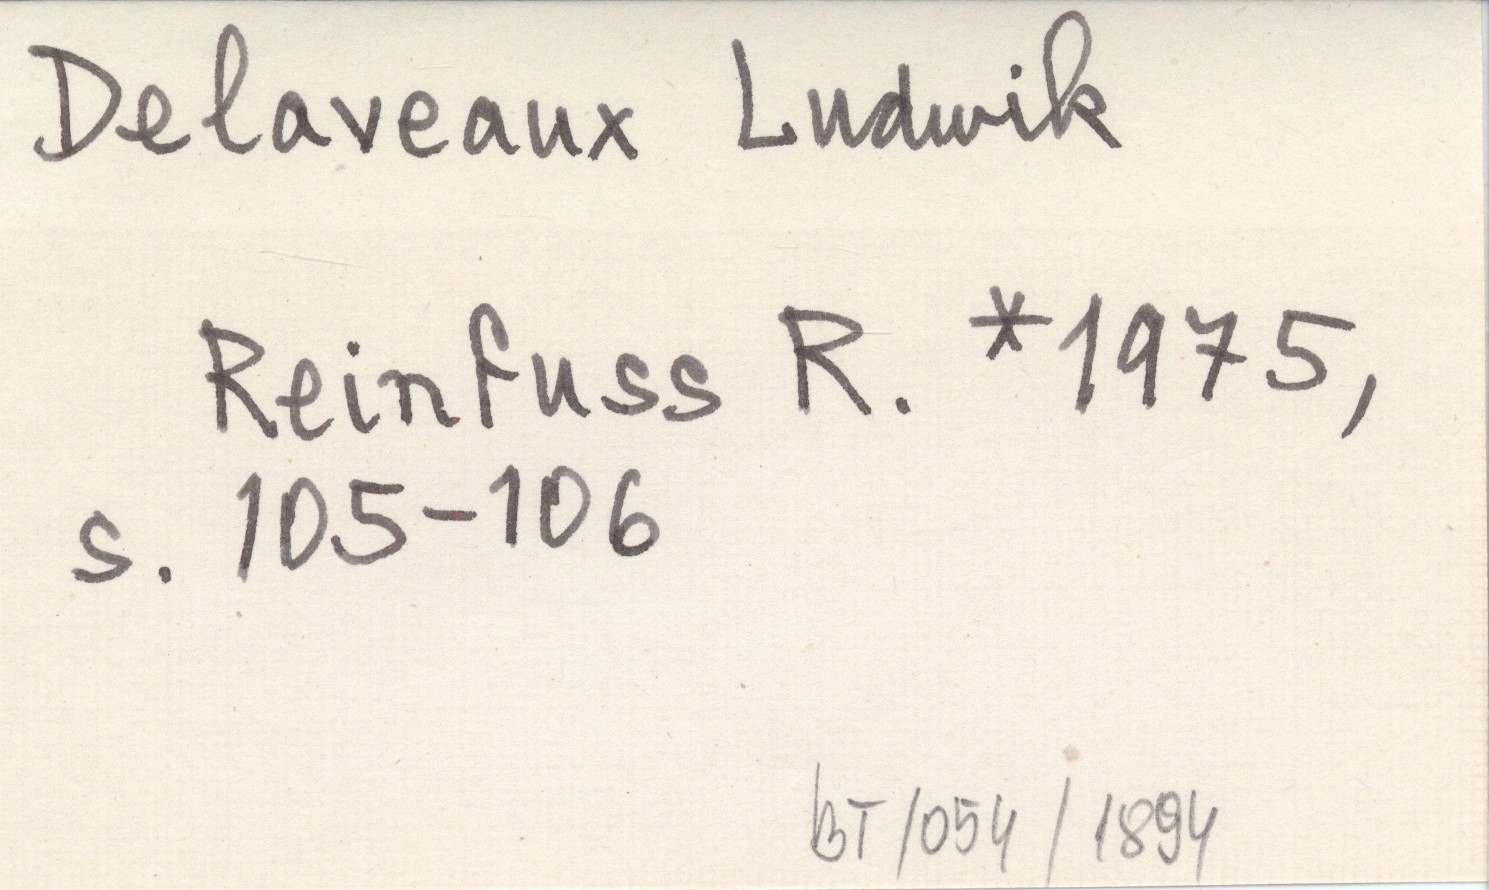 Delaveaux Ludwik
Reinfuss R. *1975,
s. 105-106
BT/054/1894